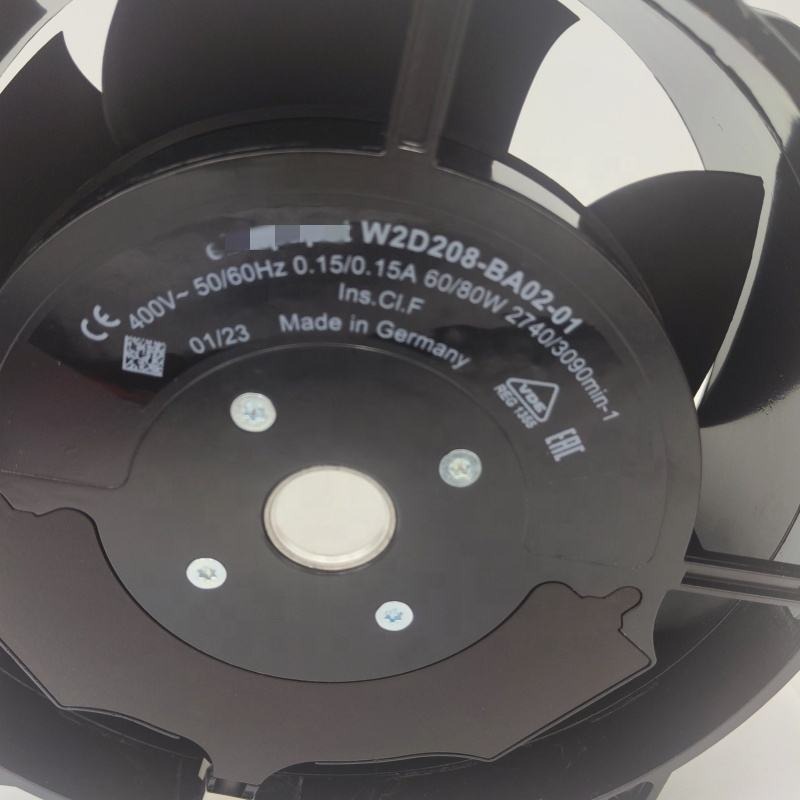 W2D208-BA02-01
400V~ 50/60Hz 0.15/0.15A 60/80W 2740/3090min-1
Ins.Cl.F
CE
01/23
Made in Germany
VDE
REG 1355
EAC